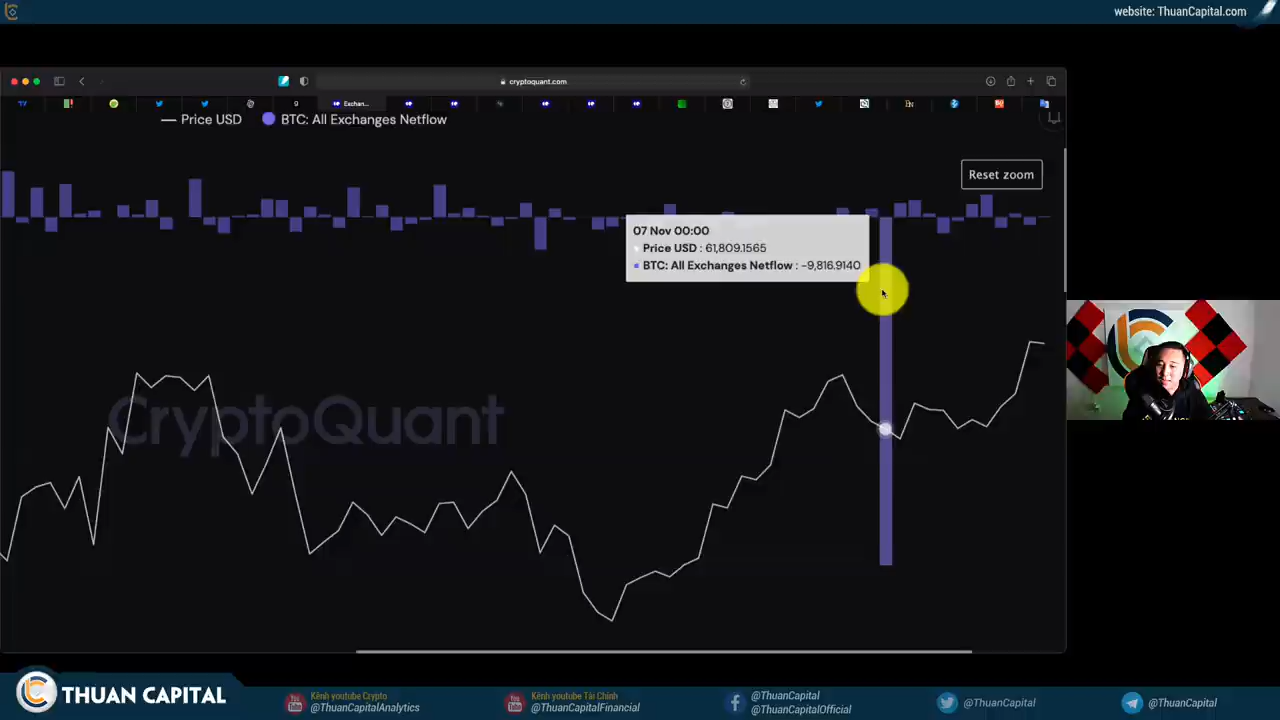 website: ThuanCapital.com
cryptoquant.com
Exchan...
Price USD
BTC: All Exchanges Netflow
Reset zoom
07 Nov 00:00
Price USD : 61,809.1565
BTC: All Exchanges Netflow : −9,816.9140
CryptoQuant
THUAN CAPITAL
Kênh youtube Crypto
@ThuanCapitalAnalytics
Kênh youtube Tài Chính
@ThuanCapitalFinancial
@ThuanCapital
@ThuanCapitalOfficial
@ThuanCapital
@ThuanCapital